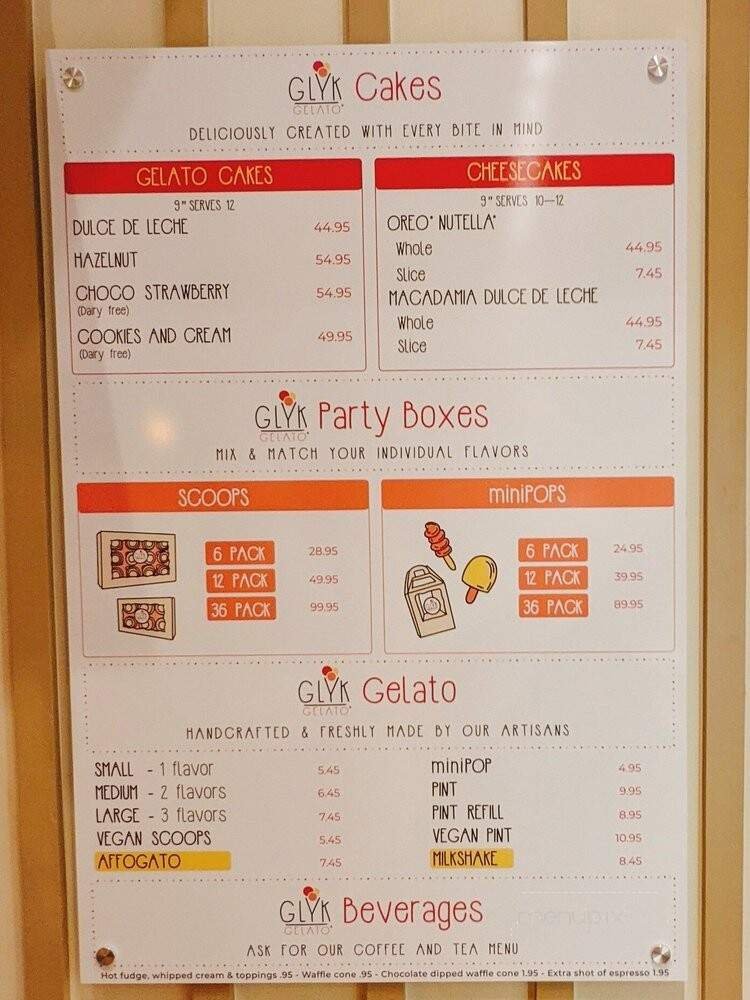 GLYK Cakes
GELATO
DELICIOUSLY CREATED WITH EVERY BITE IN MIND
GELATO CAKES
9" SERVES 12
DULCE DE LECHE 44.95
HAZELNUT 54.95
CHOCO STRAWBERRY 54.95
(Dairy free)
COOKIES AND CREAM 49.95
(Dairy free)
CHEESECAKES
9" SERVES 10-12
OREO* NUTELLA*
Whole 44.95
Slice 7.45
MACADAMIA DULCE DE LECHE
Whole 44.95
Slice 7.45
GLYK Party Boxes
GELATO
MIX & MATCH YOUR INDIVIDUAL FLAVORS
SCOOPS
6 PACK 28.95
12 PACK 49.95
36 PACK 99.95
miniPOPS
6 PACK 24.95
12 PACK 39.95
36 PACK 89.95
GLYK Gelato
GELATO
HANDCRAFTED & FRESHLY MADE BY OUR ARTISANS
SMALL - 1 flavor 5.45
MEDIUM - 2 flavors 6.45
LARGE - 3 flavors 7.45
VEGAN SCOOPS 5.45
AFFOGATO 7.45
miniPOP 4.95
PINT 9.95
PINT REFILL 8.95
VEGAN PINT 10.95
MILKSHAKE 8.45
GLYK Beverages
GELATO
menupix
ASK FOR OUR COFFEE AND TEA MENU
Hot fudge, whipped cream & toppings .95 - Waffle cone .95 - Chocolate dipped waffle cone 1.95 - Extra shot of espresso 1.95